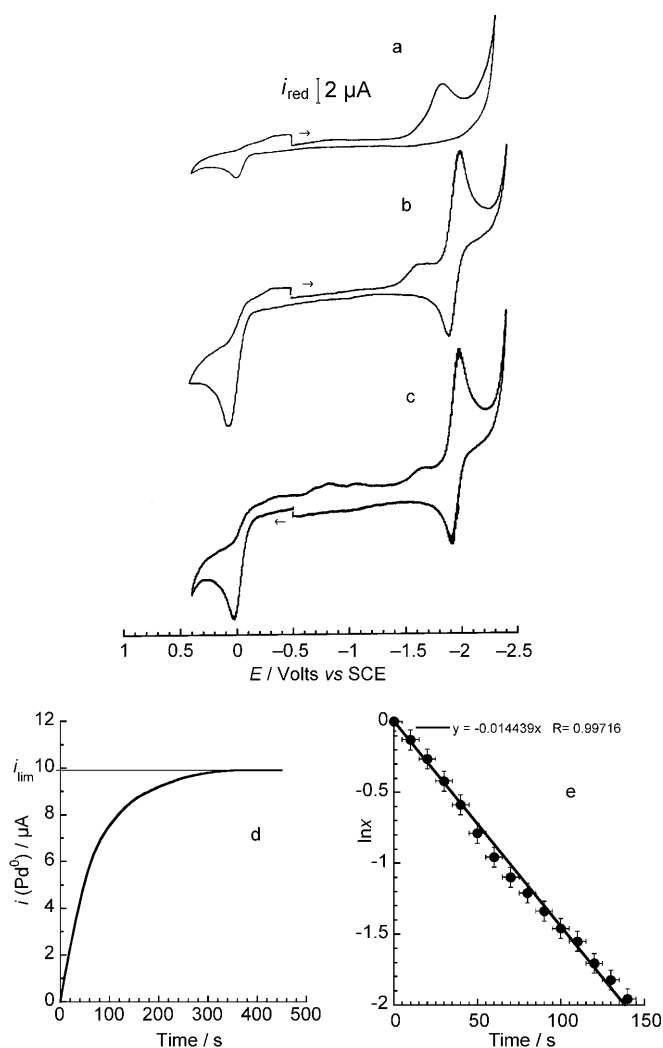 a
i_red 2 μA
→
b
→
c
←
1 0.5 0 –0.5 –1 –1.5 –2 –2.5
E / Volts vs SCE
12
i_lim 10
8
6
4
2
0
i (Pd⁰) / μA
d
0 100 200 300 400 500
Time / s
0
-0.5
-1
-1.5
-2
lnx
y = -0.014439x R= 0.99716
e
0 50 100 150
Time / s